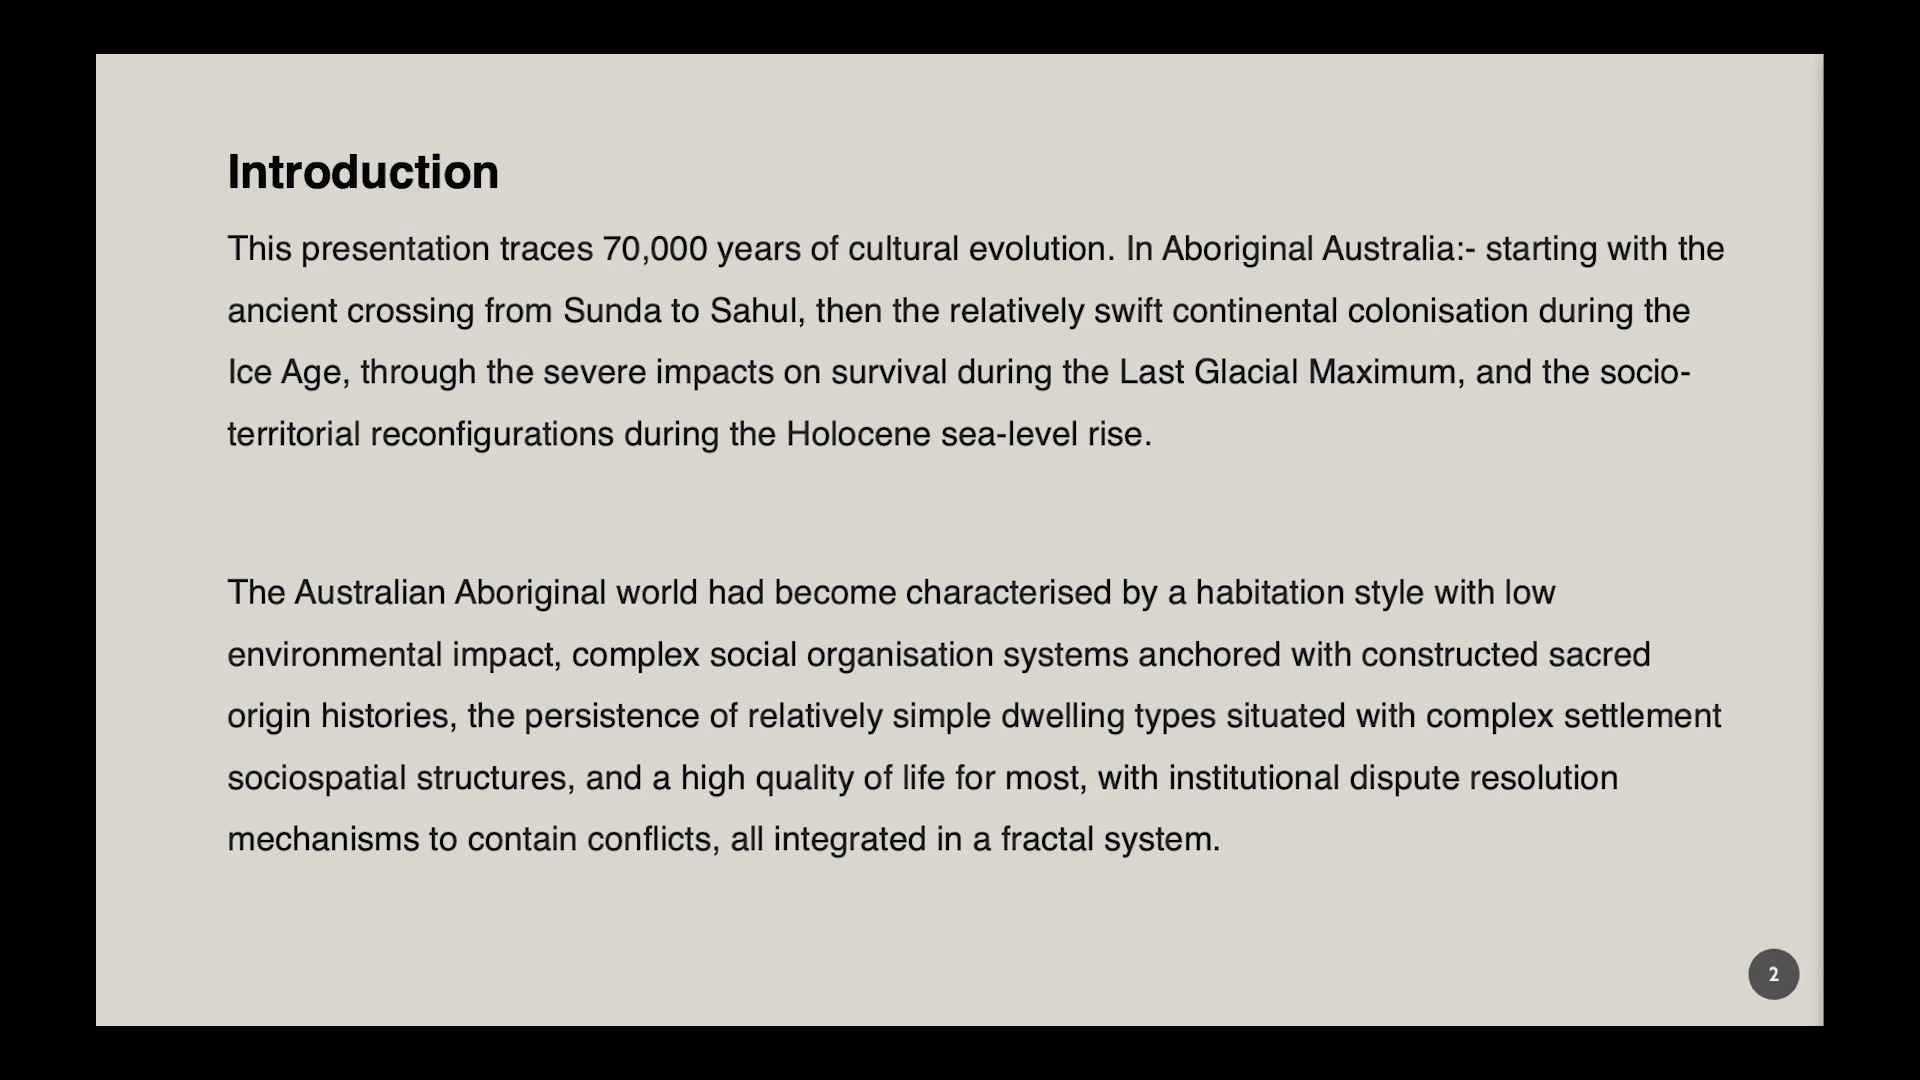 Introduction
This presentation traces 70,000 years of cultural evolution. In Aboriginal Australia:- starting with the
ancient crossing from Sunda to Sahul, then the relatively swift continental colonisation during the
Ice Age, through the severe impacts on survival during the Last Glacial Maximum, and the socio-
territorial reconfigurations during the Holocene sea-level rise.
The Australian Aboriginal world had become characterised by a habitation style with low
environmental impact, complex social organisation systems anchored with constructed sacred
origin histories, the persistence of relatively simple dwelling types situated with complex settlement
sociospatial structures, and a high quality of life for most, with institutional dispute resolution
mechanisms to contain conflicts, all integrated in a fractal system.
2